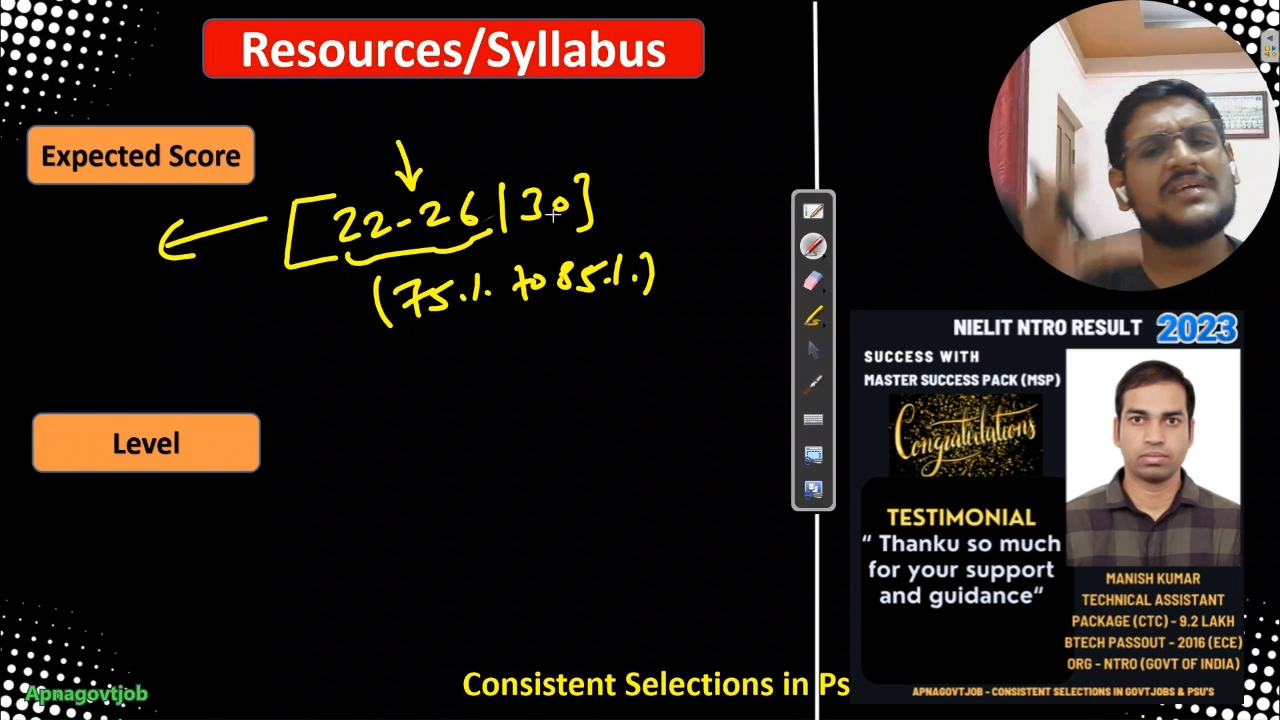 Resources/Syllabus
Expected Score
[22-26|30]
(75.1. to 85.1.)
Level
NIELIT NTRO RESULT 2023
SUCCESS WITH
MASTER SUCCESS PACK (MSP)
Congratulations
TESTIMONIAL
“ Thanku so much
for your support
and guidance“
MANISH KUMAR
TECHNICAL ASSISTANT
PACKAGE (CTC) - 9.2 LAKH
BTECH PASSOUT - 2016 (ECE)
ORG - NTRO (GOVT OF INDIA)
APNAGOVTJOB - CONSISTENT SELECTIONS IN GOVTJOBS & PSU'S
Consistent Selections in Ps
Apnagovtjob